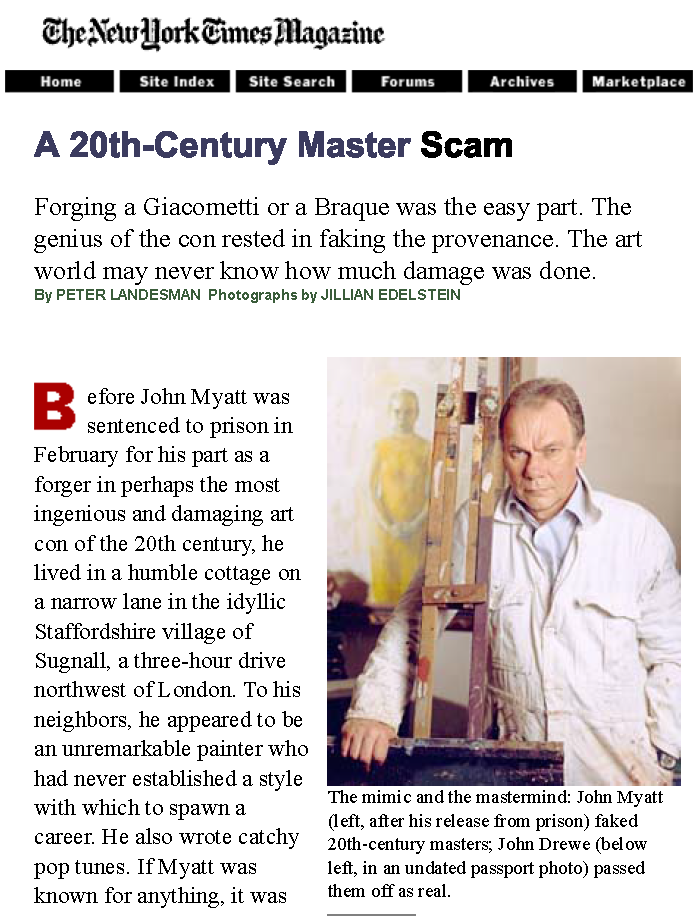 The New York Times Magazine
Home Site Index Site Search Forums Archives Marketplace
A 20th-Century Master Scam
Forging a Giacometti or a Braque was the easy part. The
genius of the con rested in faking the provenance. The art
world may never know how much damage was done.
By PETER LANDESMAN Photographs by JILLIAN EDELSTEIN
Before John Myatt was
sentenced to prison in
February for his part as a
forger in perhaps the most
ingenious and damaging art
con of the 20th century, he
lived in a humble cottage on
a narrow lane in the idyllic
Staffordshire village of
Sugnall, a three-hour drive
northwest of London. To his
neighbors, he appeared to be
an unremarkable painter who
had never established a style
with which to spawn a
career. He also wrote catchy
pop tunes. If Myatt was
known for anything, it was
The mimic and the mastermind: John Myatt
(left, after his release from prison) faked
20th-century masters; John Drewe (below
left, in an undated passport photo) passed
them off as real.